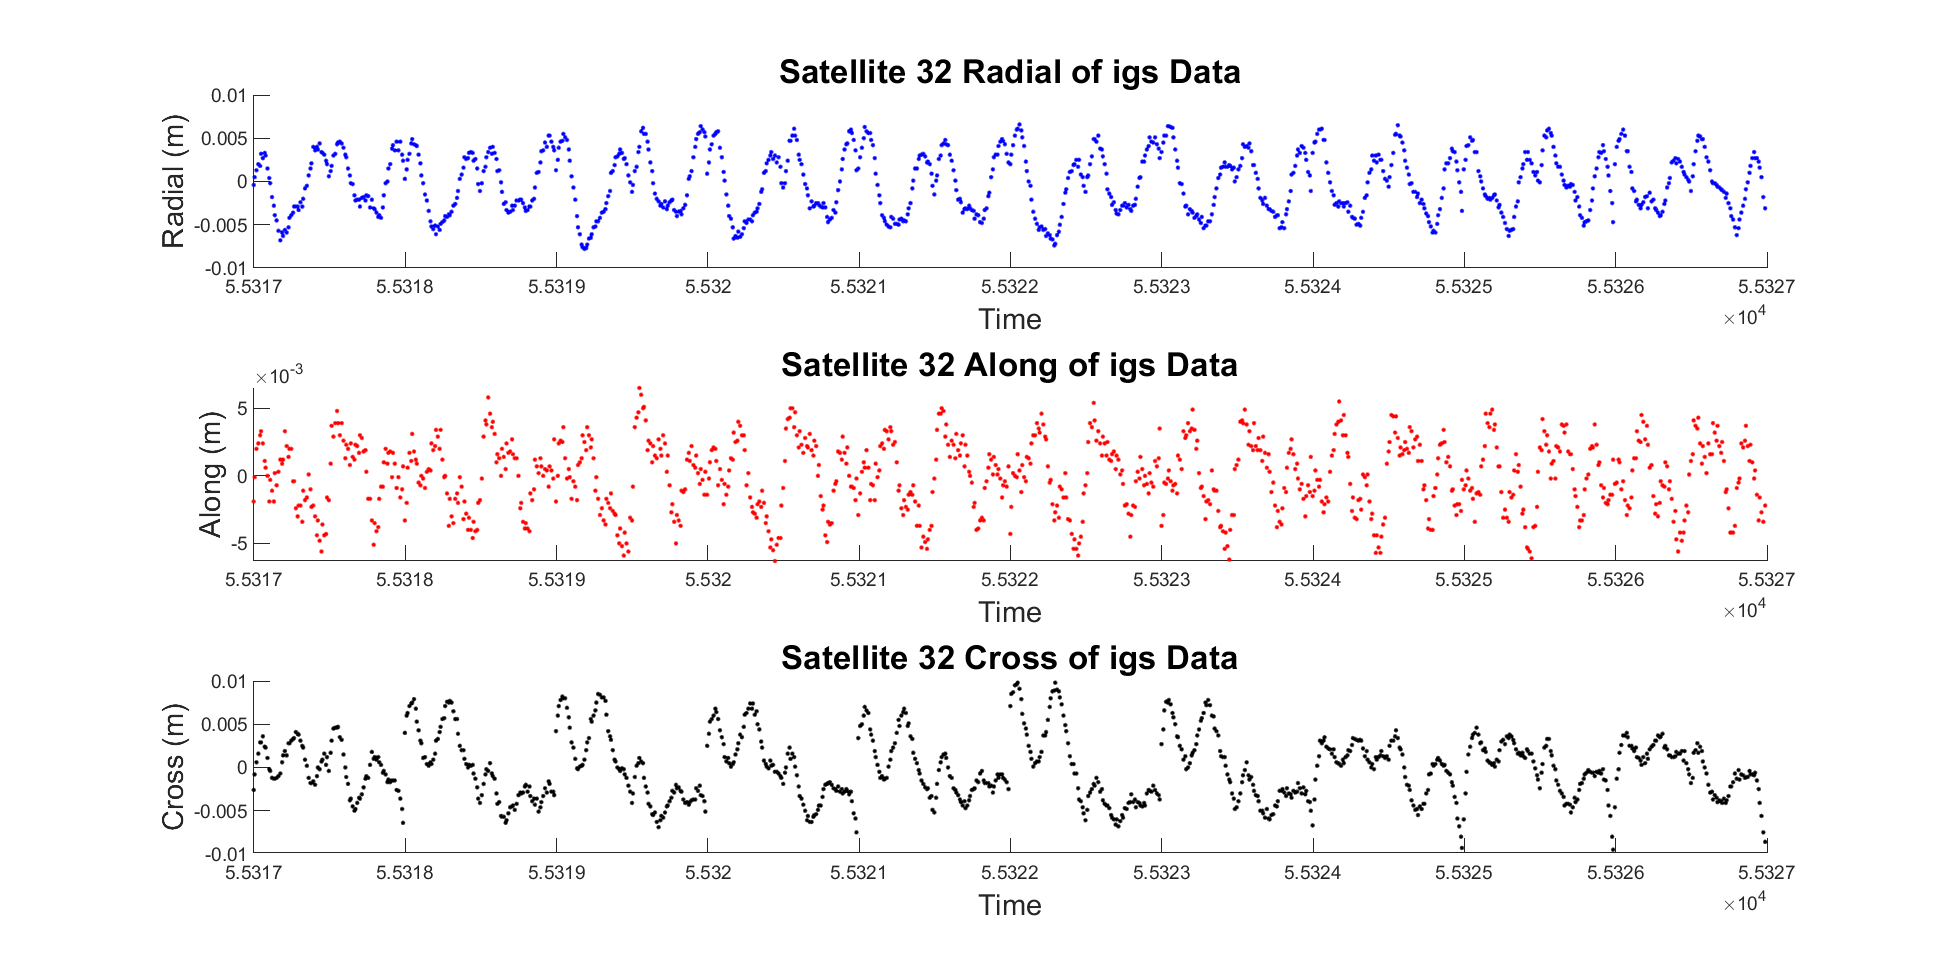 Satellite 32 Radial of igs Data
Radial (m)
0.01
0.005
0
-0.005
-0.01
5.5317 5.5318 5.5319 5.532 5.5321 5.5322 5.5323 5.5324 5.5325 5.5326 5.5327
Time
×10^4
Satellite 32 Along of igs Data
×10^-3
Along (m)
5
0
-5
5.5317 5.5318 5.5319 5.532 5.5321 5.5322 5.5323 5.5324 5.5325 5.5326 5.5327
Time
×10^4
Satellite 32 Cross of igs Data
Cross (m)
0.01
0.005
0
-0.005
-0.01
5.5317 5.5318 5.5319 5.532 5.5321 5.5322 5.5323 5.5324 5.5325 5.5326 5.5327
Time
×10^4